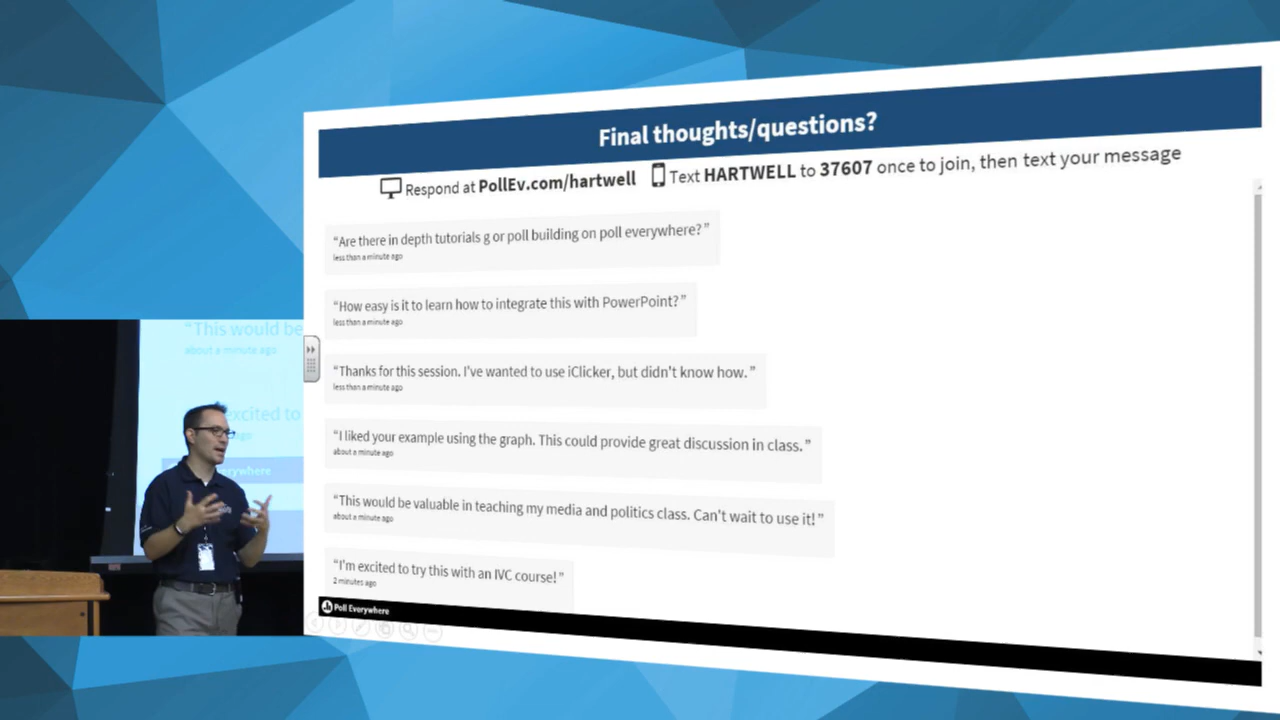 Final thoughts/questions?
Respond at PollEv.com/hartwell Text HARTWELL to 37607 once to join, then text your message
“Are there in depth tutorials g or poll building on poll everywhere?”
less than a minute ago
“How easy is it to learn how to integrate this with PowerPoint?”
less than a minute ago
“Thanks for this session. I've wanted to use iClicker, but didn't know how.”
less than a minute ago
“I liked your example using the graph. This could provide great discussion in class.”
about a minute ago
“This would be valuable in teaching my media and politics class. Can't wait to use it!”
about a minute ago
“I'm excited to try this with an IVC course!”
2 minutes ago
Poll Everywhere
“This would be
about a minute ago
excited to
ago
erywhere